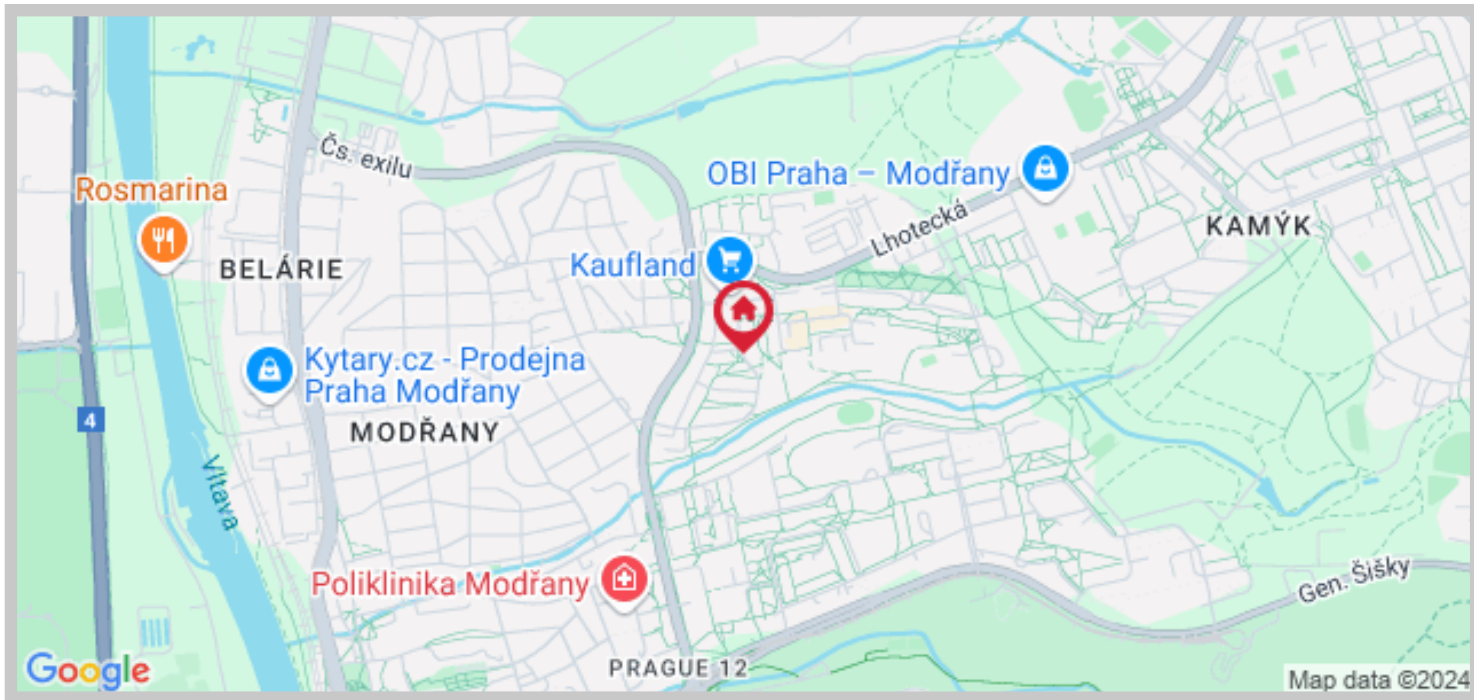 Čs. exilu
OBI Praha – Modřany
Rosmarina
Lhotecká
KAMÝK
BELÁRIE
Kaufland
Kytary.cz - Prodejna
Praha Modřany
4
MODŘANY
Vltava
Poliklinika Modřany
Gen. Šišky
PRAGUE 12
Google
Map data ©2024